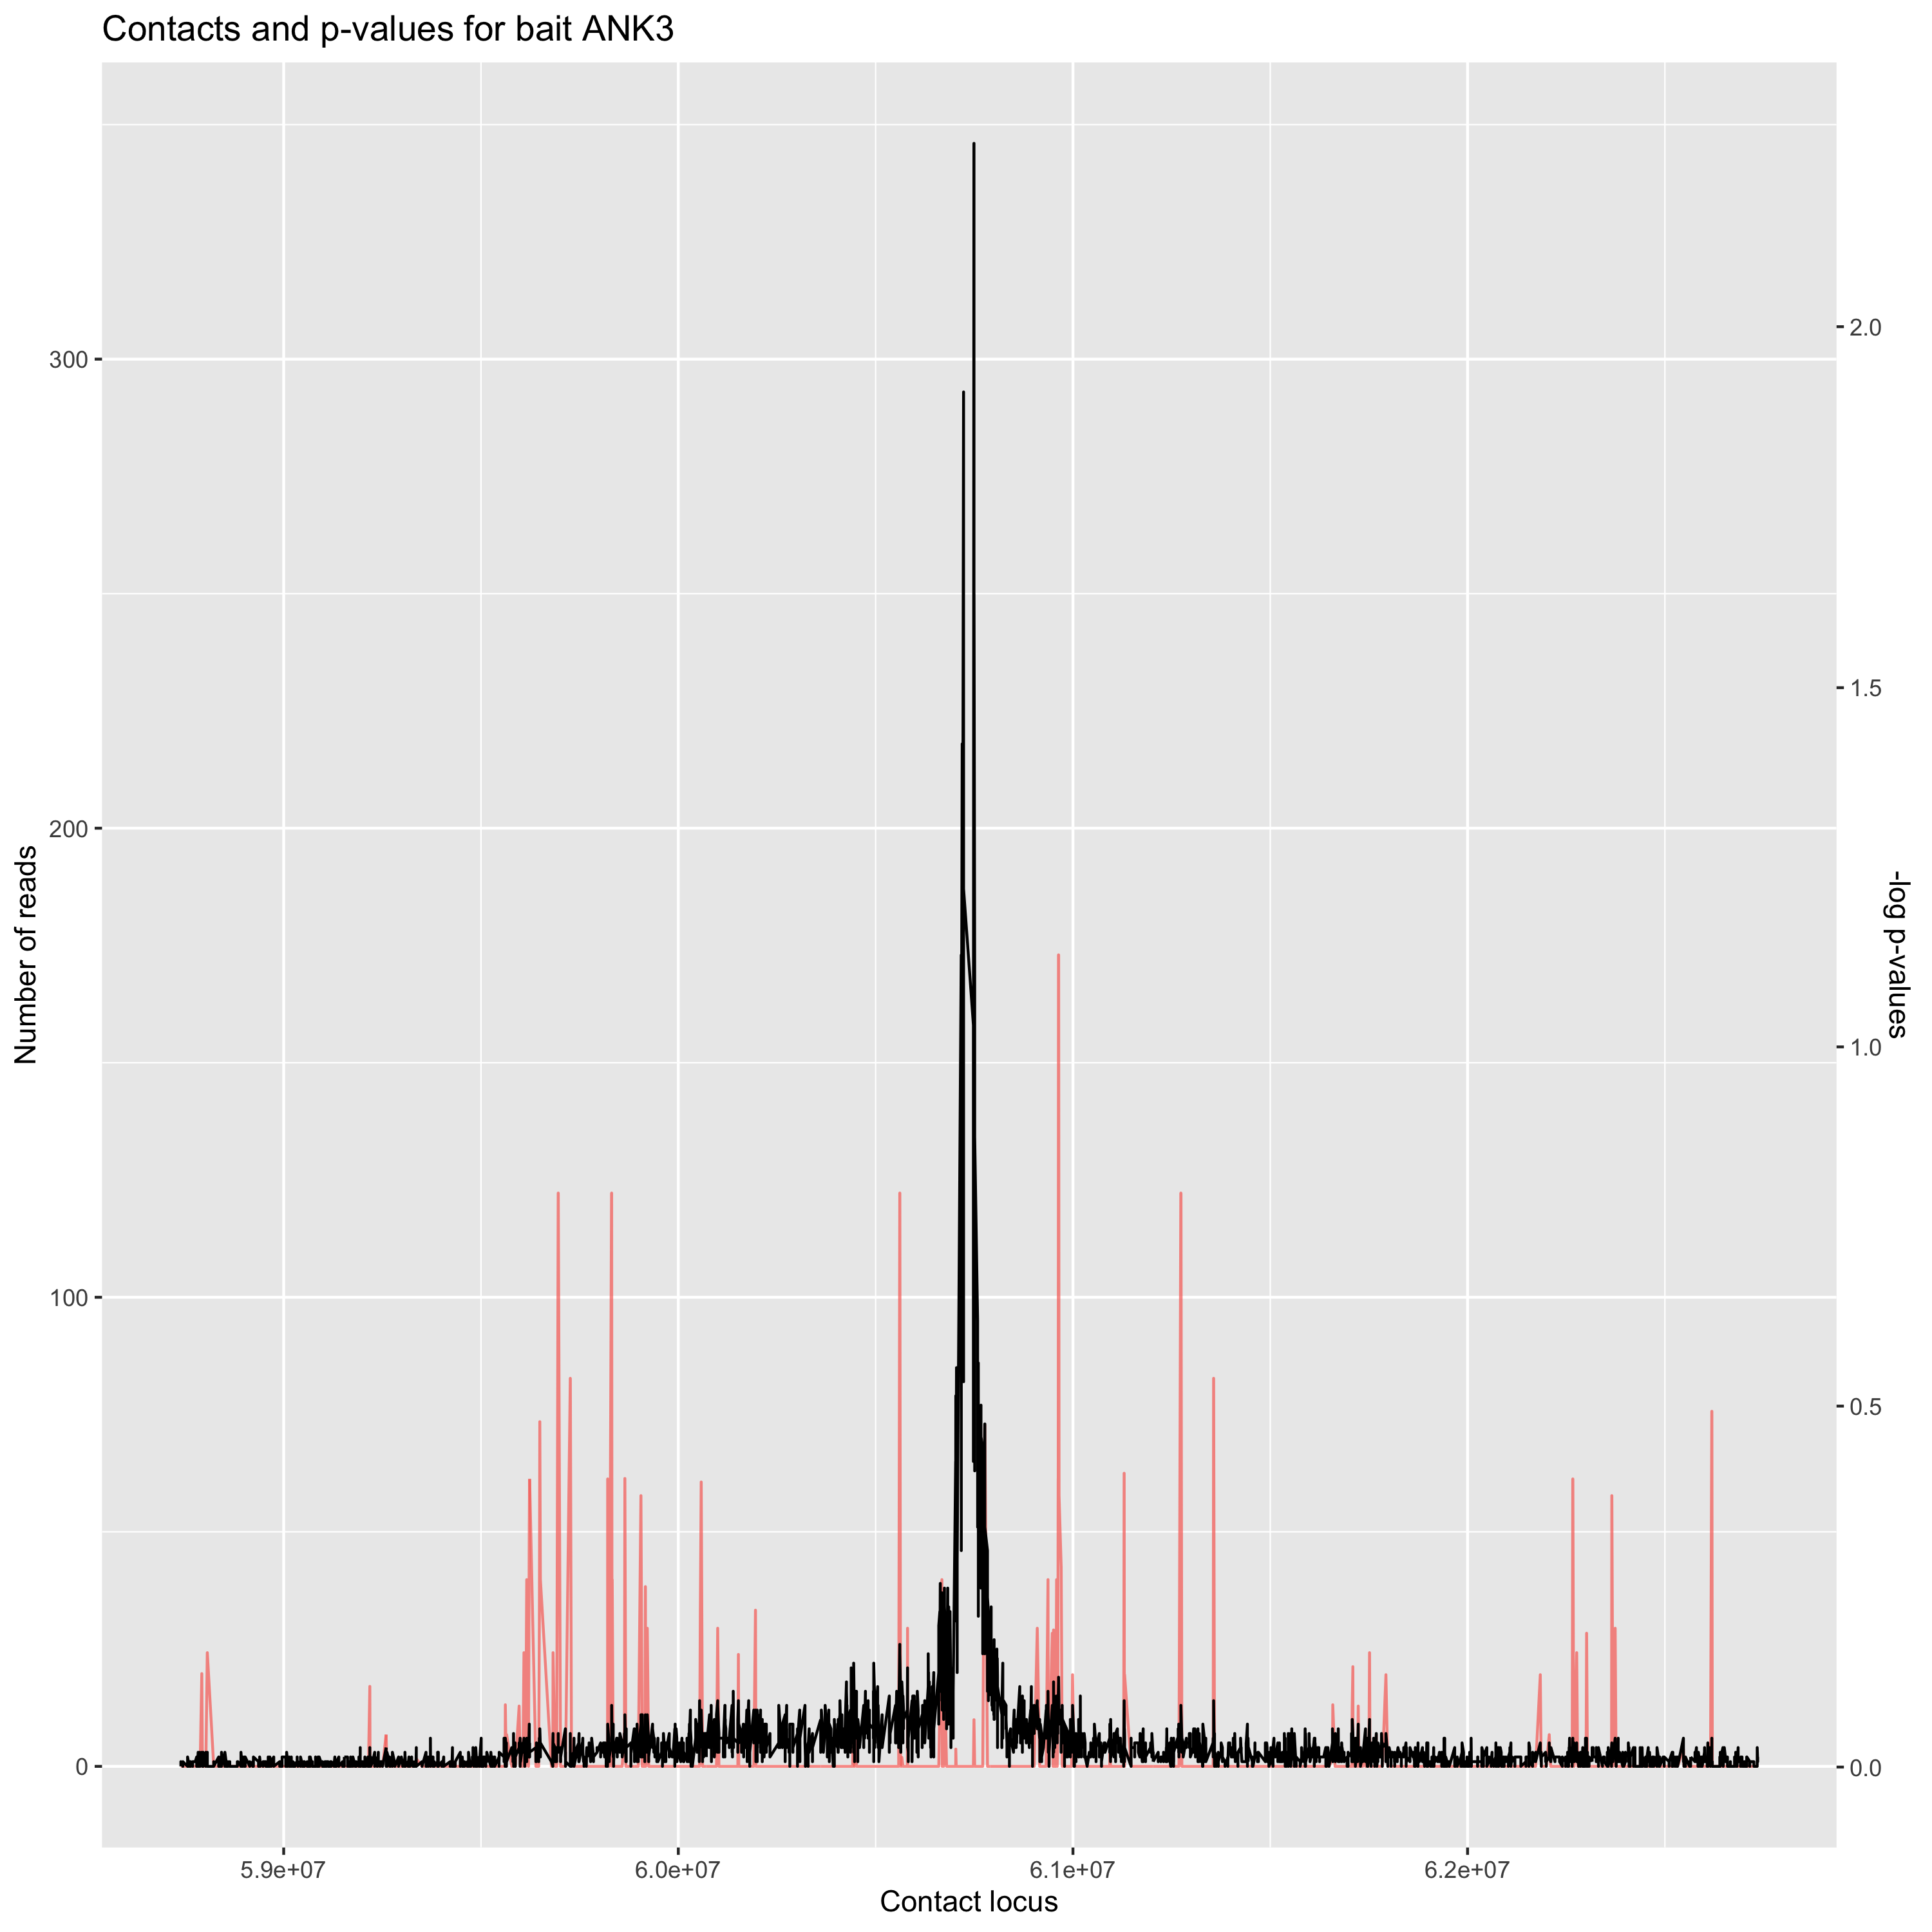 Contacts and p-values for bait ANK3
Number of reads
300
200
100
0
2.0
1.5
1.0
0.5
0.0
-log p-values
5.9e+07 6.0e+07 6.1e+07 6.2e+07
Contact locus